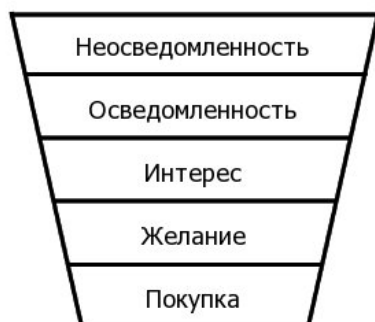 Неосведомленность
Осведомленность
Интерес
Желание
Покупка